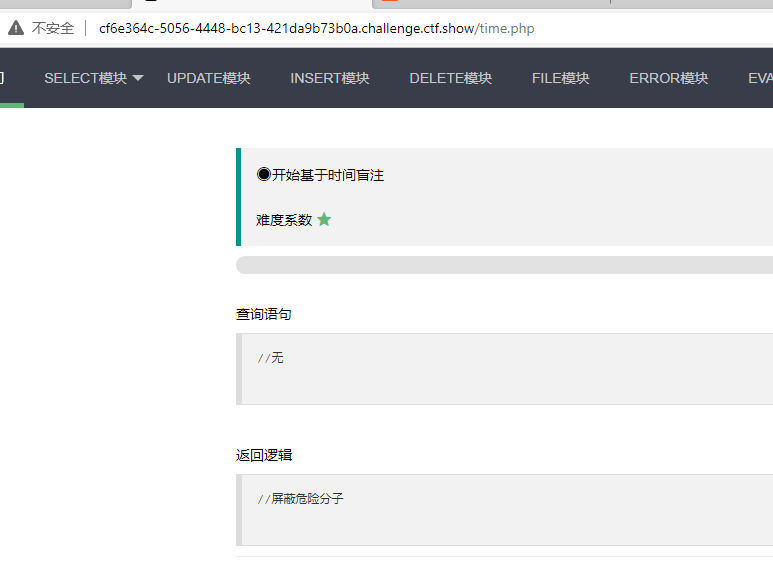 不安全 cf6e364c-5056-4448-bc13-421da9b73b0a.challenge.ctf.show/time.php
SELECT模块 UPDATE模块 INSERT模块 DELETE模块 FILE模块 ERROR模块 EVA
◉开始基于时间盲注
难度系数 ★
查询语句
//无
返回逻辑
//屏蔽危险分子